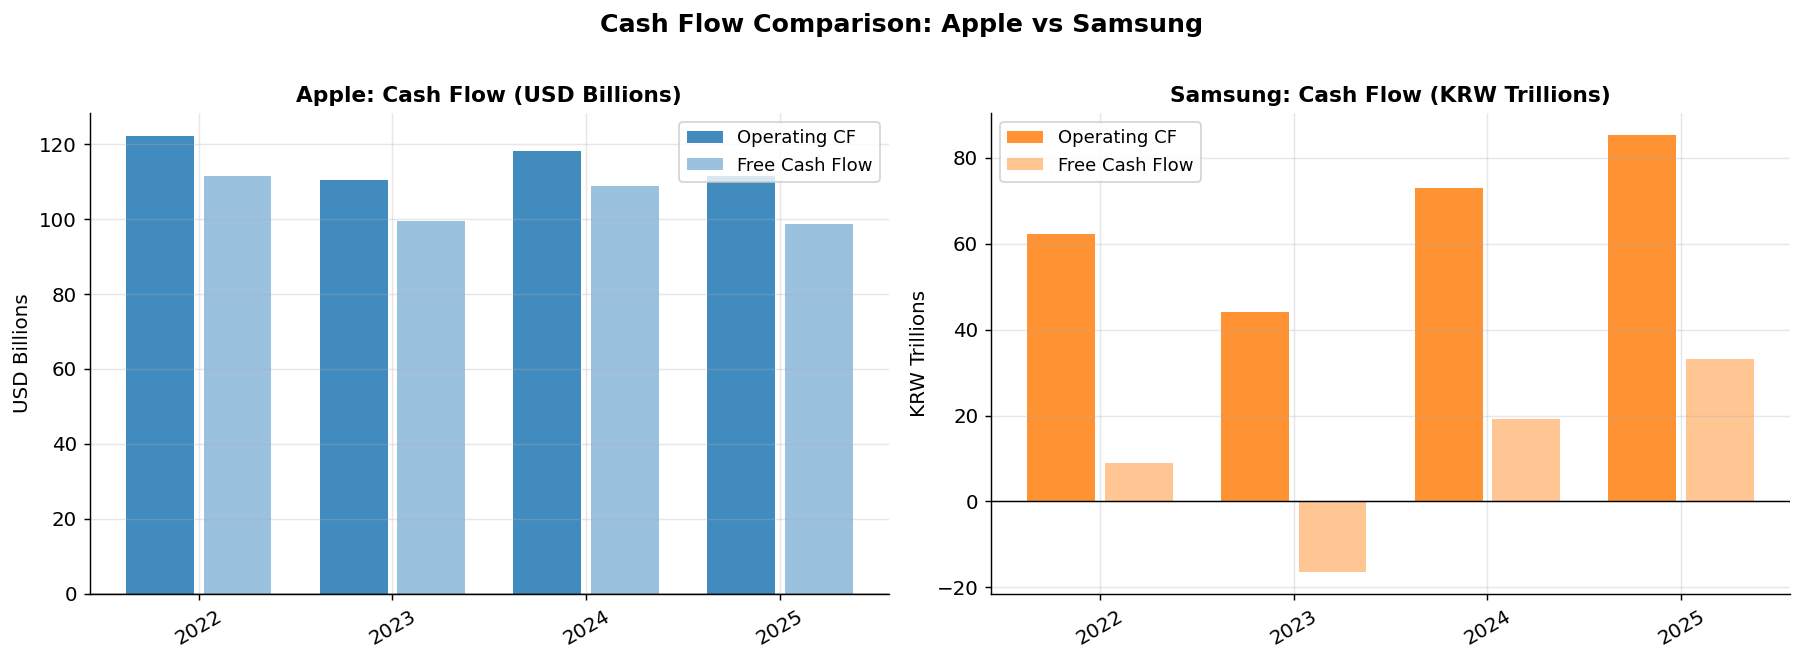 Cash Flow Comparison: Apple vs Samsung
Apple: Cash Flow (USD Billions)
Operating CF
Free Cash Flow
USD Billions
120
100
80
60
40
20
0
2022
2023
2024
2025
Samsung: Cash Flow (KRW Trillions)
Operating CF
Free Cash Flow
KRW Trillions
80
60
40
20
0
−20
2022
2023
2024
2025